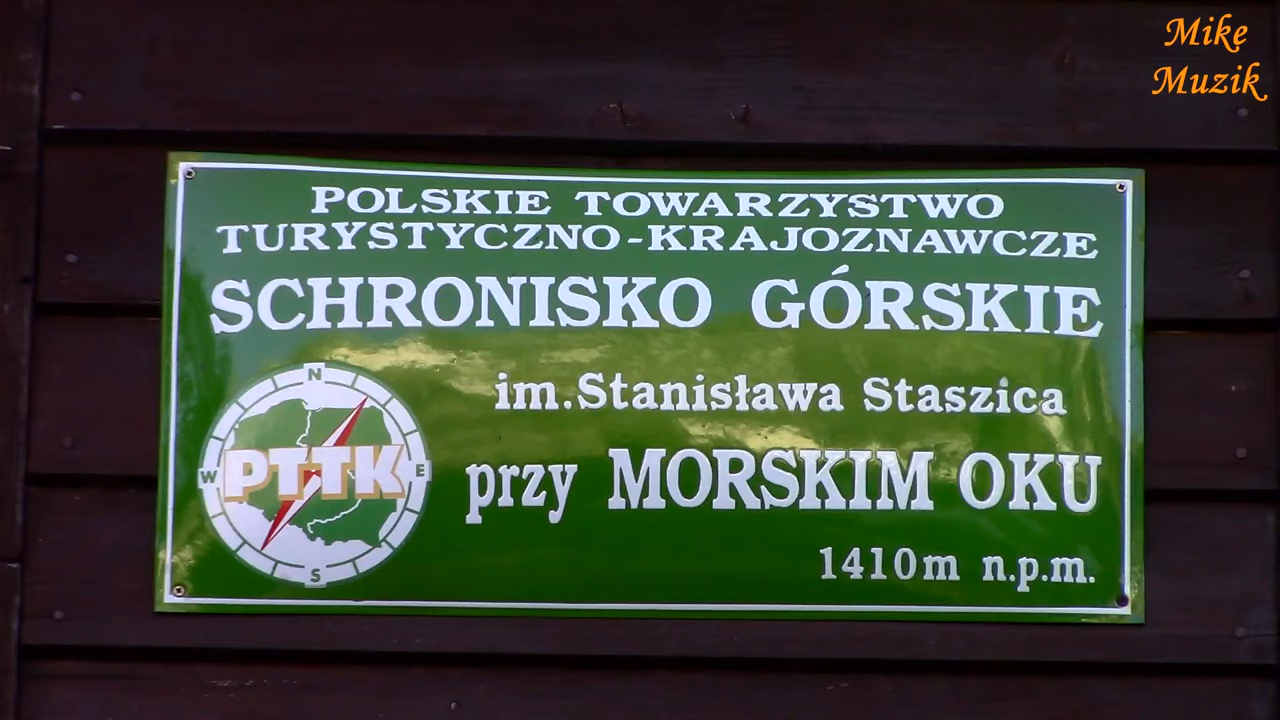 Mike
Muzik
POLSKIE TOWARZYSTWO
TURYSTYCZNO-KRAJOZNAWCZE
SCHRONISKO GÓRSKIE
im.Stanisława Staszica
przy MORSKIM OKU
1410m n.p.m.
N
W PTTK E
S